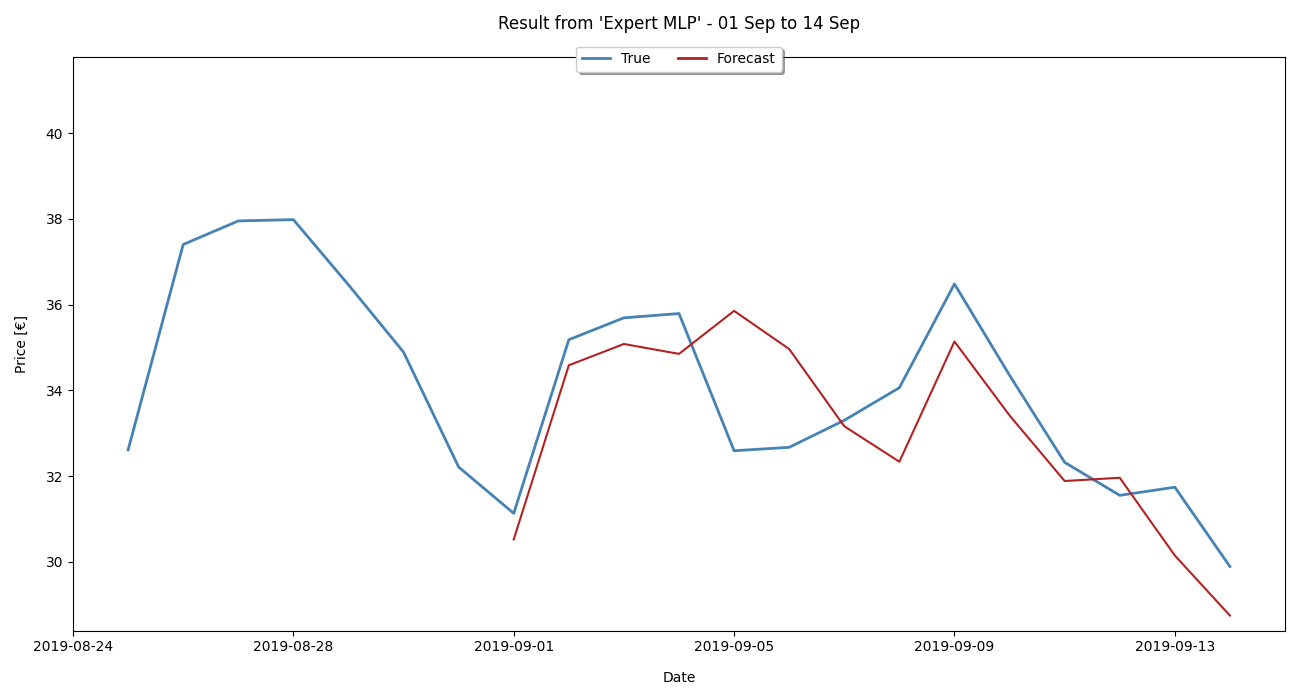 Result from 'Expert MLP' - 01 Sep to 14 Sep
True Forecast
40
38
36
34
32
30
Price [€]
2019-08-24 2019-08-28 2019-09-01 2019-09-05 2019-09-09 2019-09-13
Date